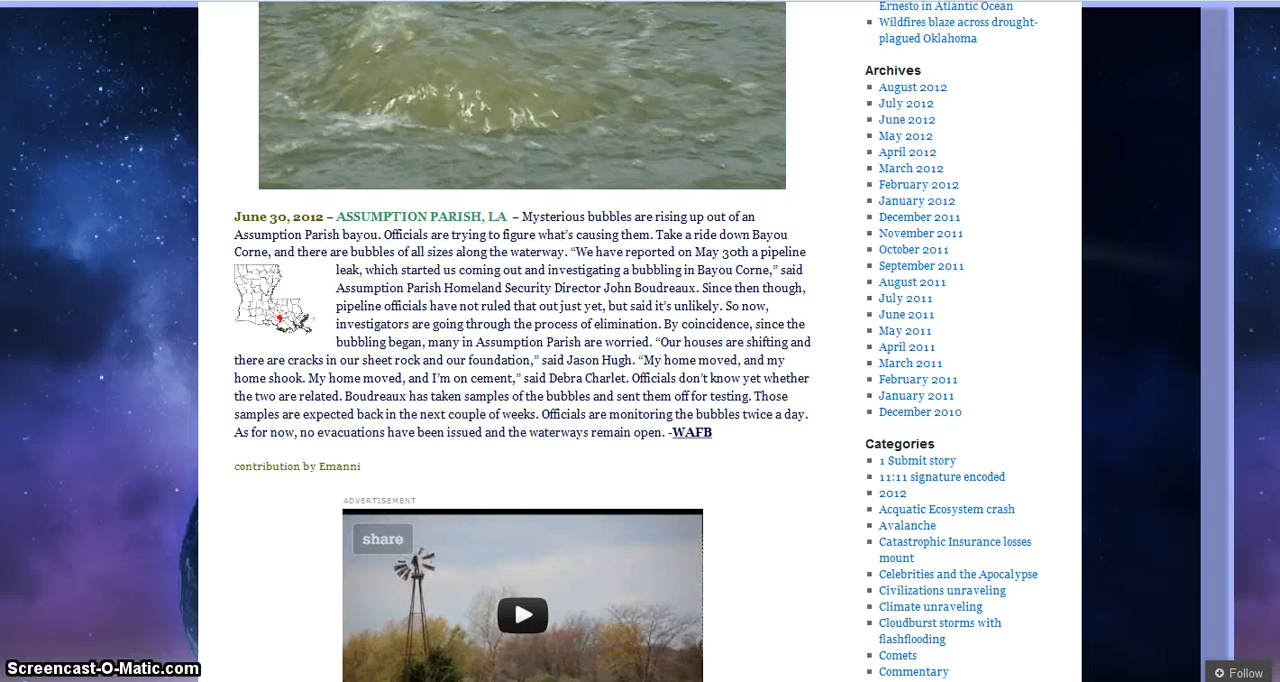 June 30, 2012 – ASSUMPTION PARISH, LA – Mysterious bubbles are rising up out of an
Assumption Parish bayou. Officials are trying to figure what’s causing them. Take a ride down Bayou
Corne, and there are bubbles of all sizes along the waterway. “We have reported on May 30th a pipeline
leak, which started us coming out and investigating a bubbling in Bayou Corne,” said
Assumption Parish Homeland Security Director John Boudreaux. Since then though,
pipeline officials have not ruled that out just yet, but said it’s unlikely. So now,
investigators are going through the process of elimination. By coincidence, since the
bubbling began, many in Assumption Parish are worried. “Our houses are shifting and
there are cracks in our sheet rock and our foundation,” said Jason Hugh. “My home moved, and my
home shook. My home moved, and I’m on cement,” said Debra Charlet. Officials don’t know yet whether
the two are related. Boudreaux has taken samples of the bubbles and sent them off for testing. Those
samples are expected back in the next couple of weeks. Officials are monitoring the bubbles twice a day.
As for now, no evacuations have been issued and the waterways remain open. -WAFB
contribution by Emanni
ADVERTISEMENT
share
Ernesto in Atlantic Ocean
Wildfires blaze across drought-
plagued Oklahoma
Archives
August 2012
July 2012
June 2012
May 2012
April 2012
March 2012
February 2012
January 2012
December 2011
November 2011
October 2011
September 2011
August 2011
July 2011
June 2011
May 2011
April 2011
March 2011
February 2011
January 2011
December 2010
Categories
1 Submit story
11:11 signature encoded
2012
Acquatic Ecosystem crash
Avalanche
Catastrophic Insurance losses
mount
Celebrities and the Apocalypse
Civilizations unraveling
Climate unraveling
Cloudburst storms with
flashflooding
Comets
Commentary
Screencast-O-Matic.com
Follow